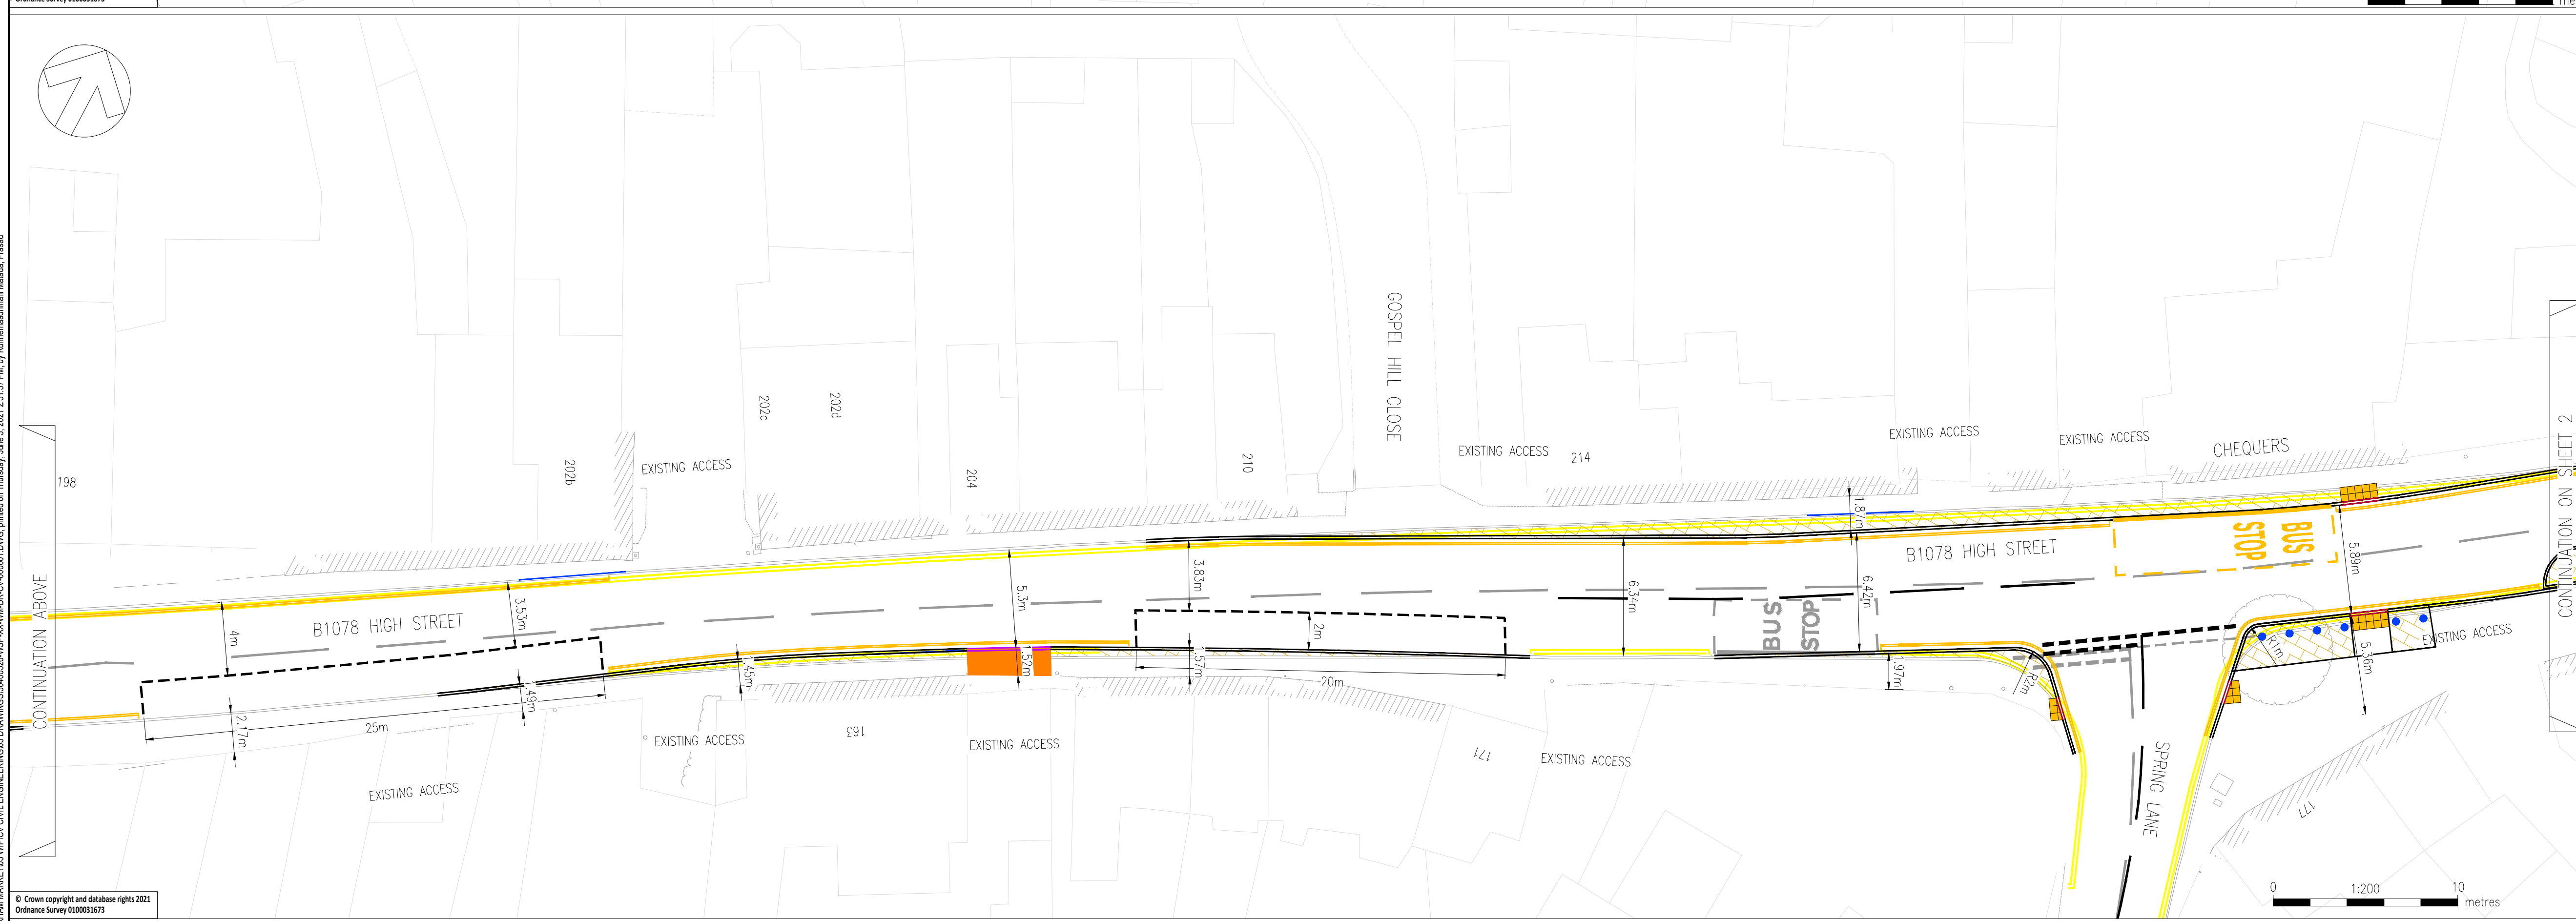 Ordnance Survey 0100031673
198
CONTINUATION ABOVE
B1078 HIGH STREET
4m
3.53m
2.17m
25m
1.49m
EXISTING ACCESS
202b
EXISTING ACCESS
202c
202d
204
210
5.3m
3.83m
1.45m
1.52m
1.57m
2m
20m
EXISTING ACCESS
163
EXISTING ACCESS
171
EXISTING ACCESS
GOSPEL HILL CLOSE
EXISTING ACCESS
214
6.34m
BUS
STOP
1.87m
6.42m
1.97m
EXISTING ACCESS
EXISTING ACCESS
CHEQUERS
B1078 HIGH STREET
BUS
STOP
5.89m
R2m
R1m
5.36m
EXISTING ACCESS
SPRING LANE
177
CONTINUATION ON SHEET 2
0
1:200
10
metres
© Crown copyright and database rights 2021
Ordnance Survey 0100031673